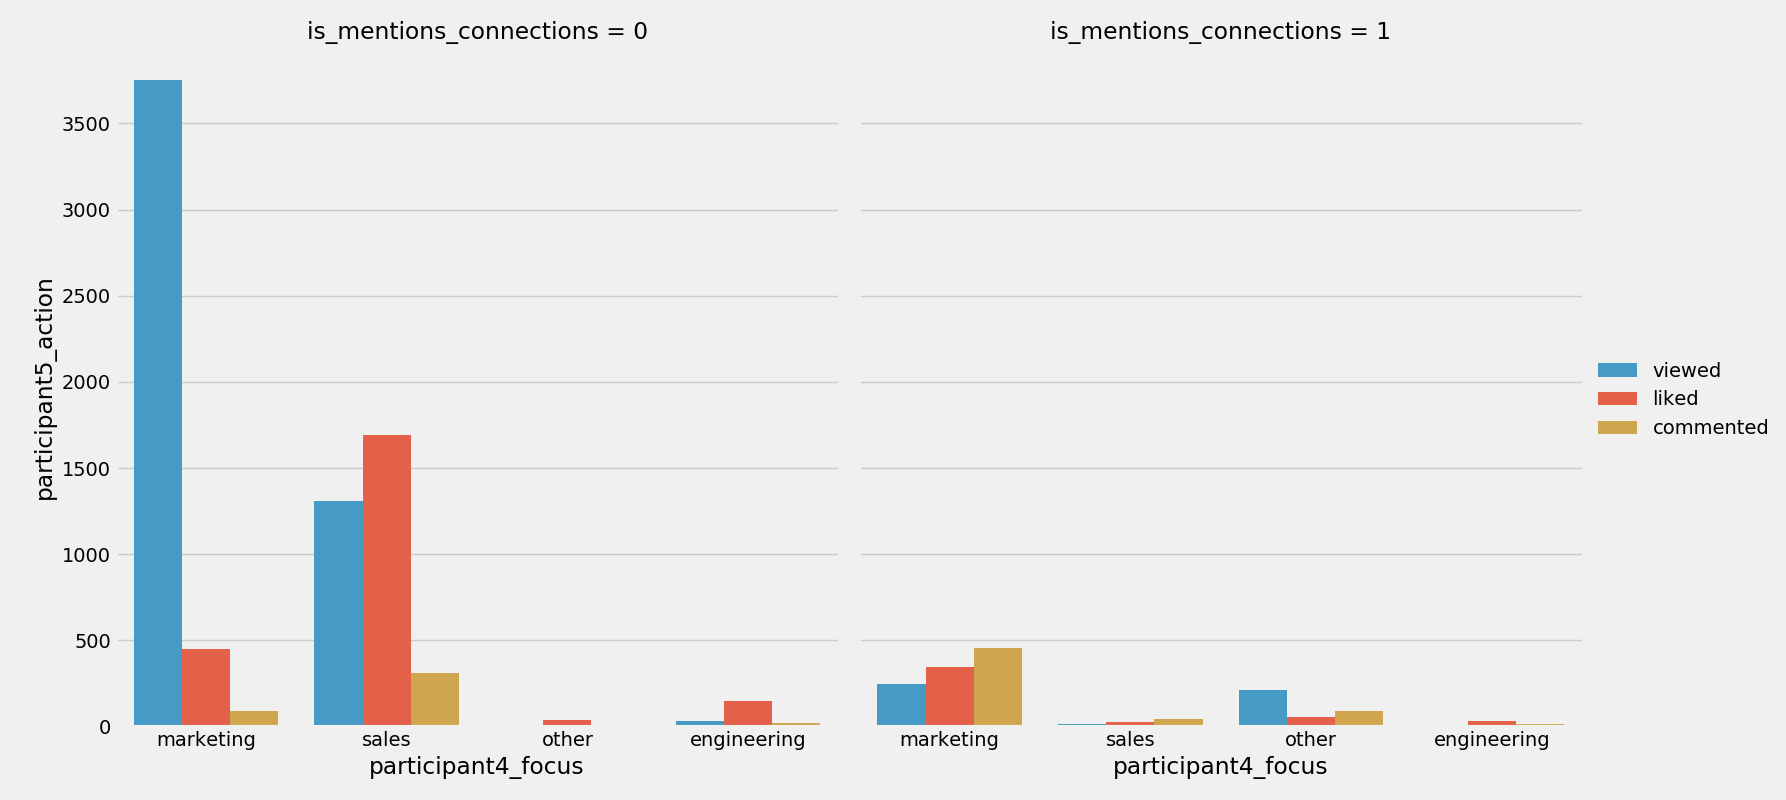 is_mentions_connections = 0
is_mentions_connections = 1
participant5_action
3500
3000
2500
2000
1500
1000
500
0
marketing
sales
other
engineering
marketing
sales
other
engineering
participant4_focus
participant4_focus
viewed
liked
commented